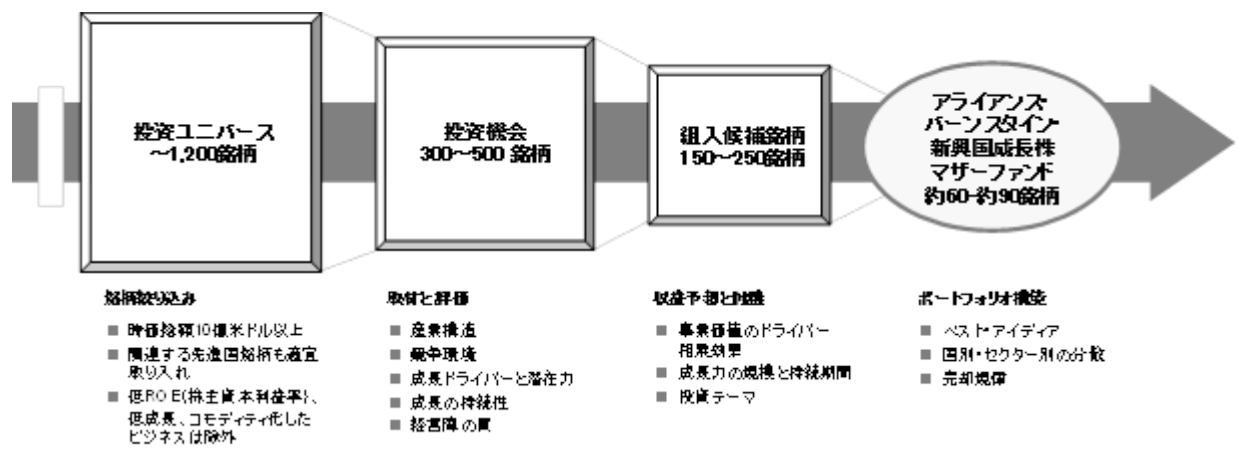 投資ユニバース
～1,200銘柄
投資機会
300～500 銘柄
組入候補銘柄
150～250銘柄
アライアンス・
バーンスタイン・
新興国成長株
マザーファンド
約60-約90銘柄
銘柄絞り込み
■ 時価総額10億米ドル以上
■ 関連する先進国銘柄も適宜
取り入れ
■ 低ROE(株主資本利益率)、
低成長、コモディティ化した
ビジネスは除外
取材と評価
■ 産業構造
■ 競争環境
■ 成長ドライバーと潜在力
■ 成長の持続性
■ 経営陣の質
収益予想と
■ 事業価値のドライバー
相乗効果
■ 成長力の規模と持続期間
■ 投資テーマ
ポートフォリオ構築
■ ベスト・アイディア
■ 国別・セクター別の分散
■ 売却規律